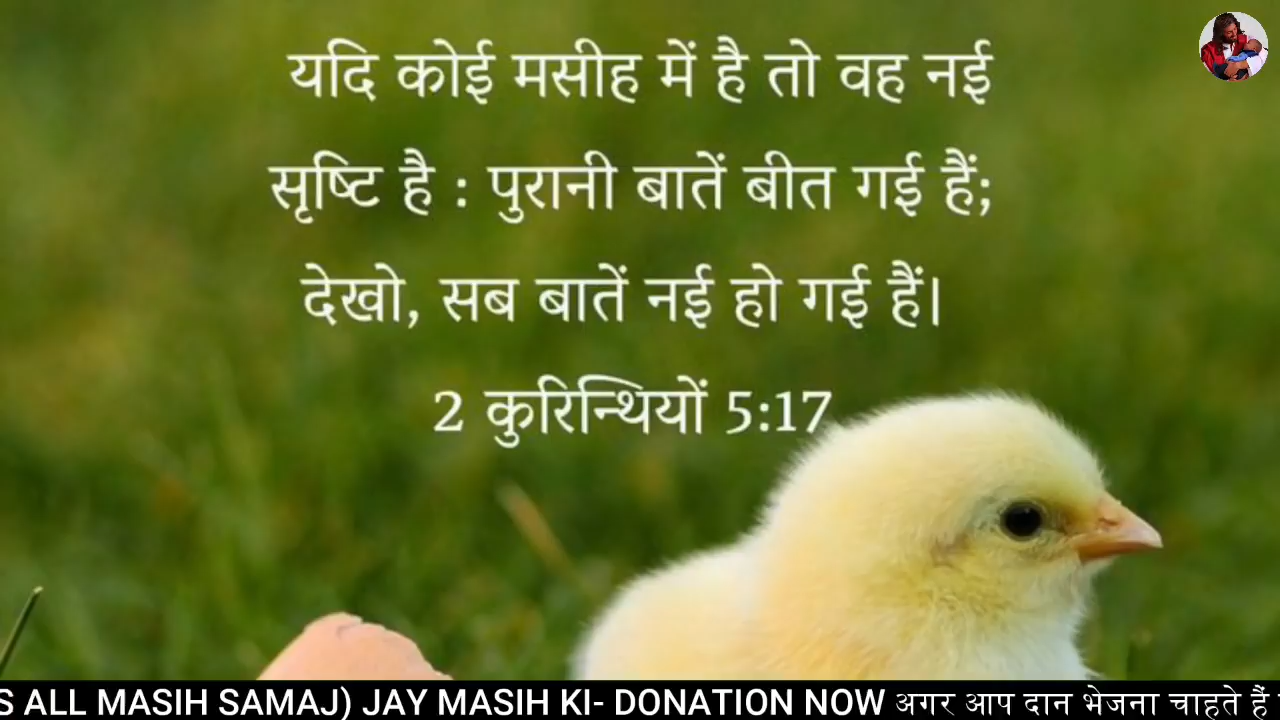 यदि कोई मसीह में है तो वह नई
सृष्टि है : पुरानी बातें बीत गई हैं;
देखो, सब बातें नई हो गई हैं।
2 कुरिन्थियों 5:17
S ALL MASIH SAMAJ) JAY MASIH KI- DONATION NOW अगर आप दान भेजना चाहते हैं